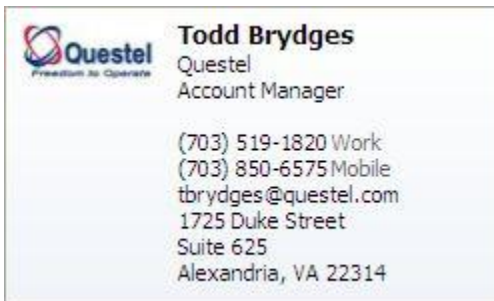 Questel
Freedom to Operate
Todd Brydges
Questel
Account Manager
(703) 519-1820 Work
(703) 850-6575 Mobile
tbrydges@questel.com
1725 Duke Street
Suite 625
Alexandria, VA 22314